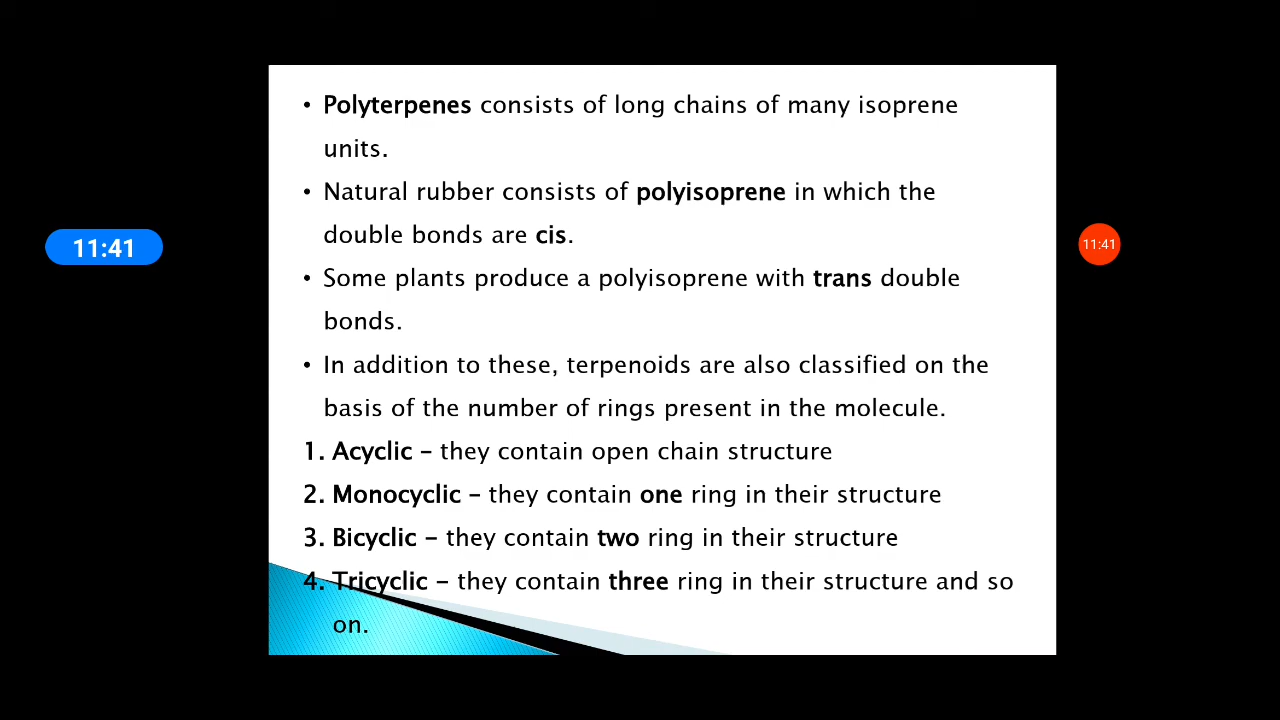 • Polyterpenes consists of long chains of many isoprene
units.
• Natural rubber consists of polyisoprene in which the
double bonds are cis.
• Some plants produce a polyisoprene with trans double
bonds.
• In addition to these, terpenoids are also classified on the
basis of the number of rings present in the molecule.
1. Acyclic – they contain open chain structure
2. Monocyclic – they contain one ring in their structure
3. Bicyclic – they contain two ring in their structure
4. Tricyclic – they contain three ring in their structure and so
on.
11:41
11:41